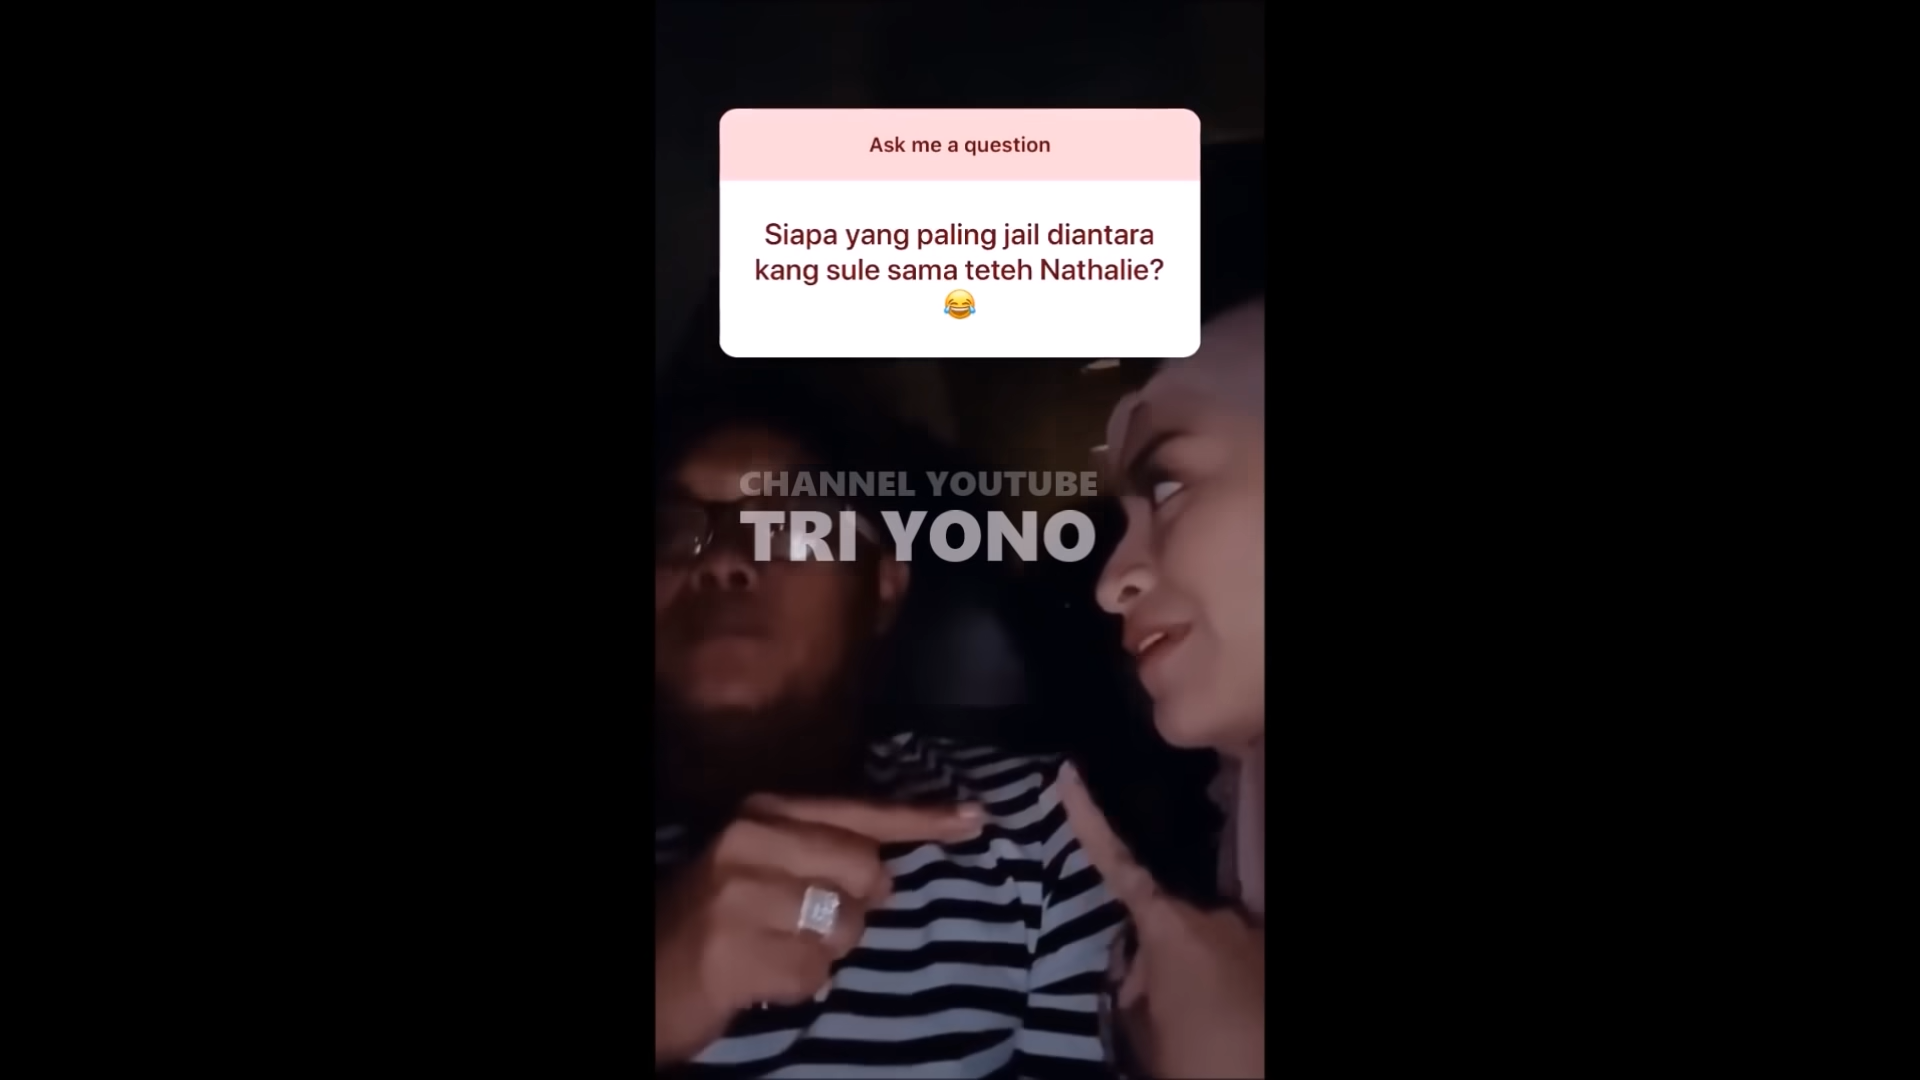 Ask me a question
Siapa yang paling jail diantara
kang sule sama teteh Nathalie?
😂
CHANNEL YOUTUBE
TRI YONO